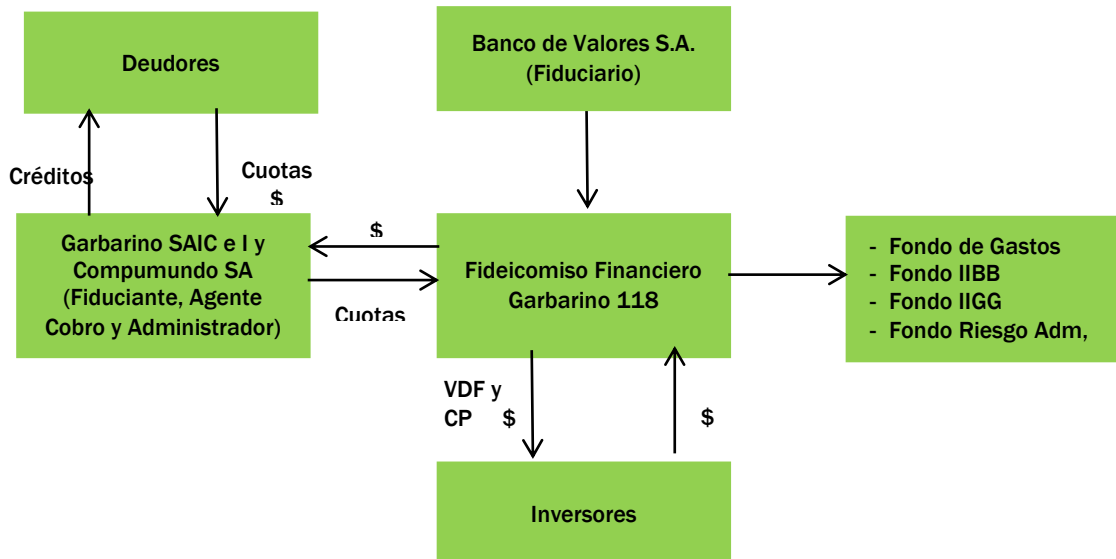 Deudores
Banco de Valores S.A.
(Fiduciario)
Créditos
Cuotas
$
Garbarino SAIC e I y
Compumundo SA
(Fiduciante, Agente
Cobro y Administrador)
$
Cuotas
Fideicomiso Financiero
Garbarino 118
- Fondo de Gastos
- Fondo IIBB
- Fondo IIGG
- Fondo Riesgo Adm,
VDF y
CP $
$
Inversores